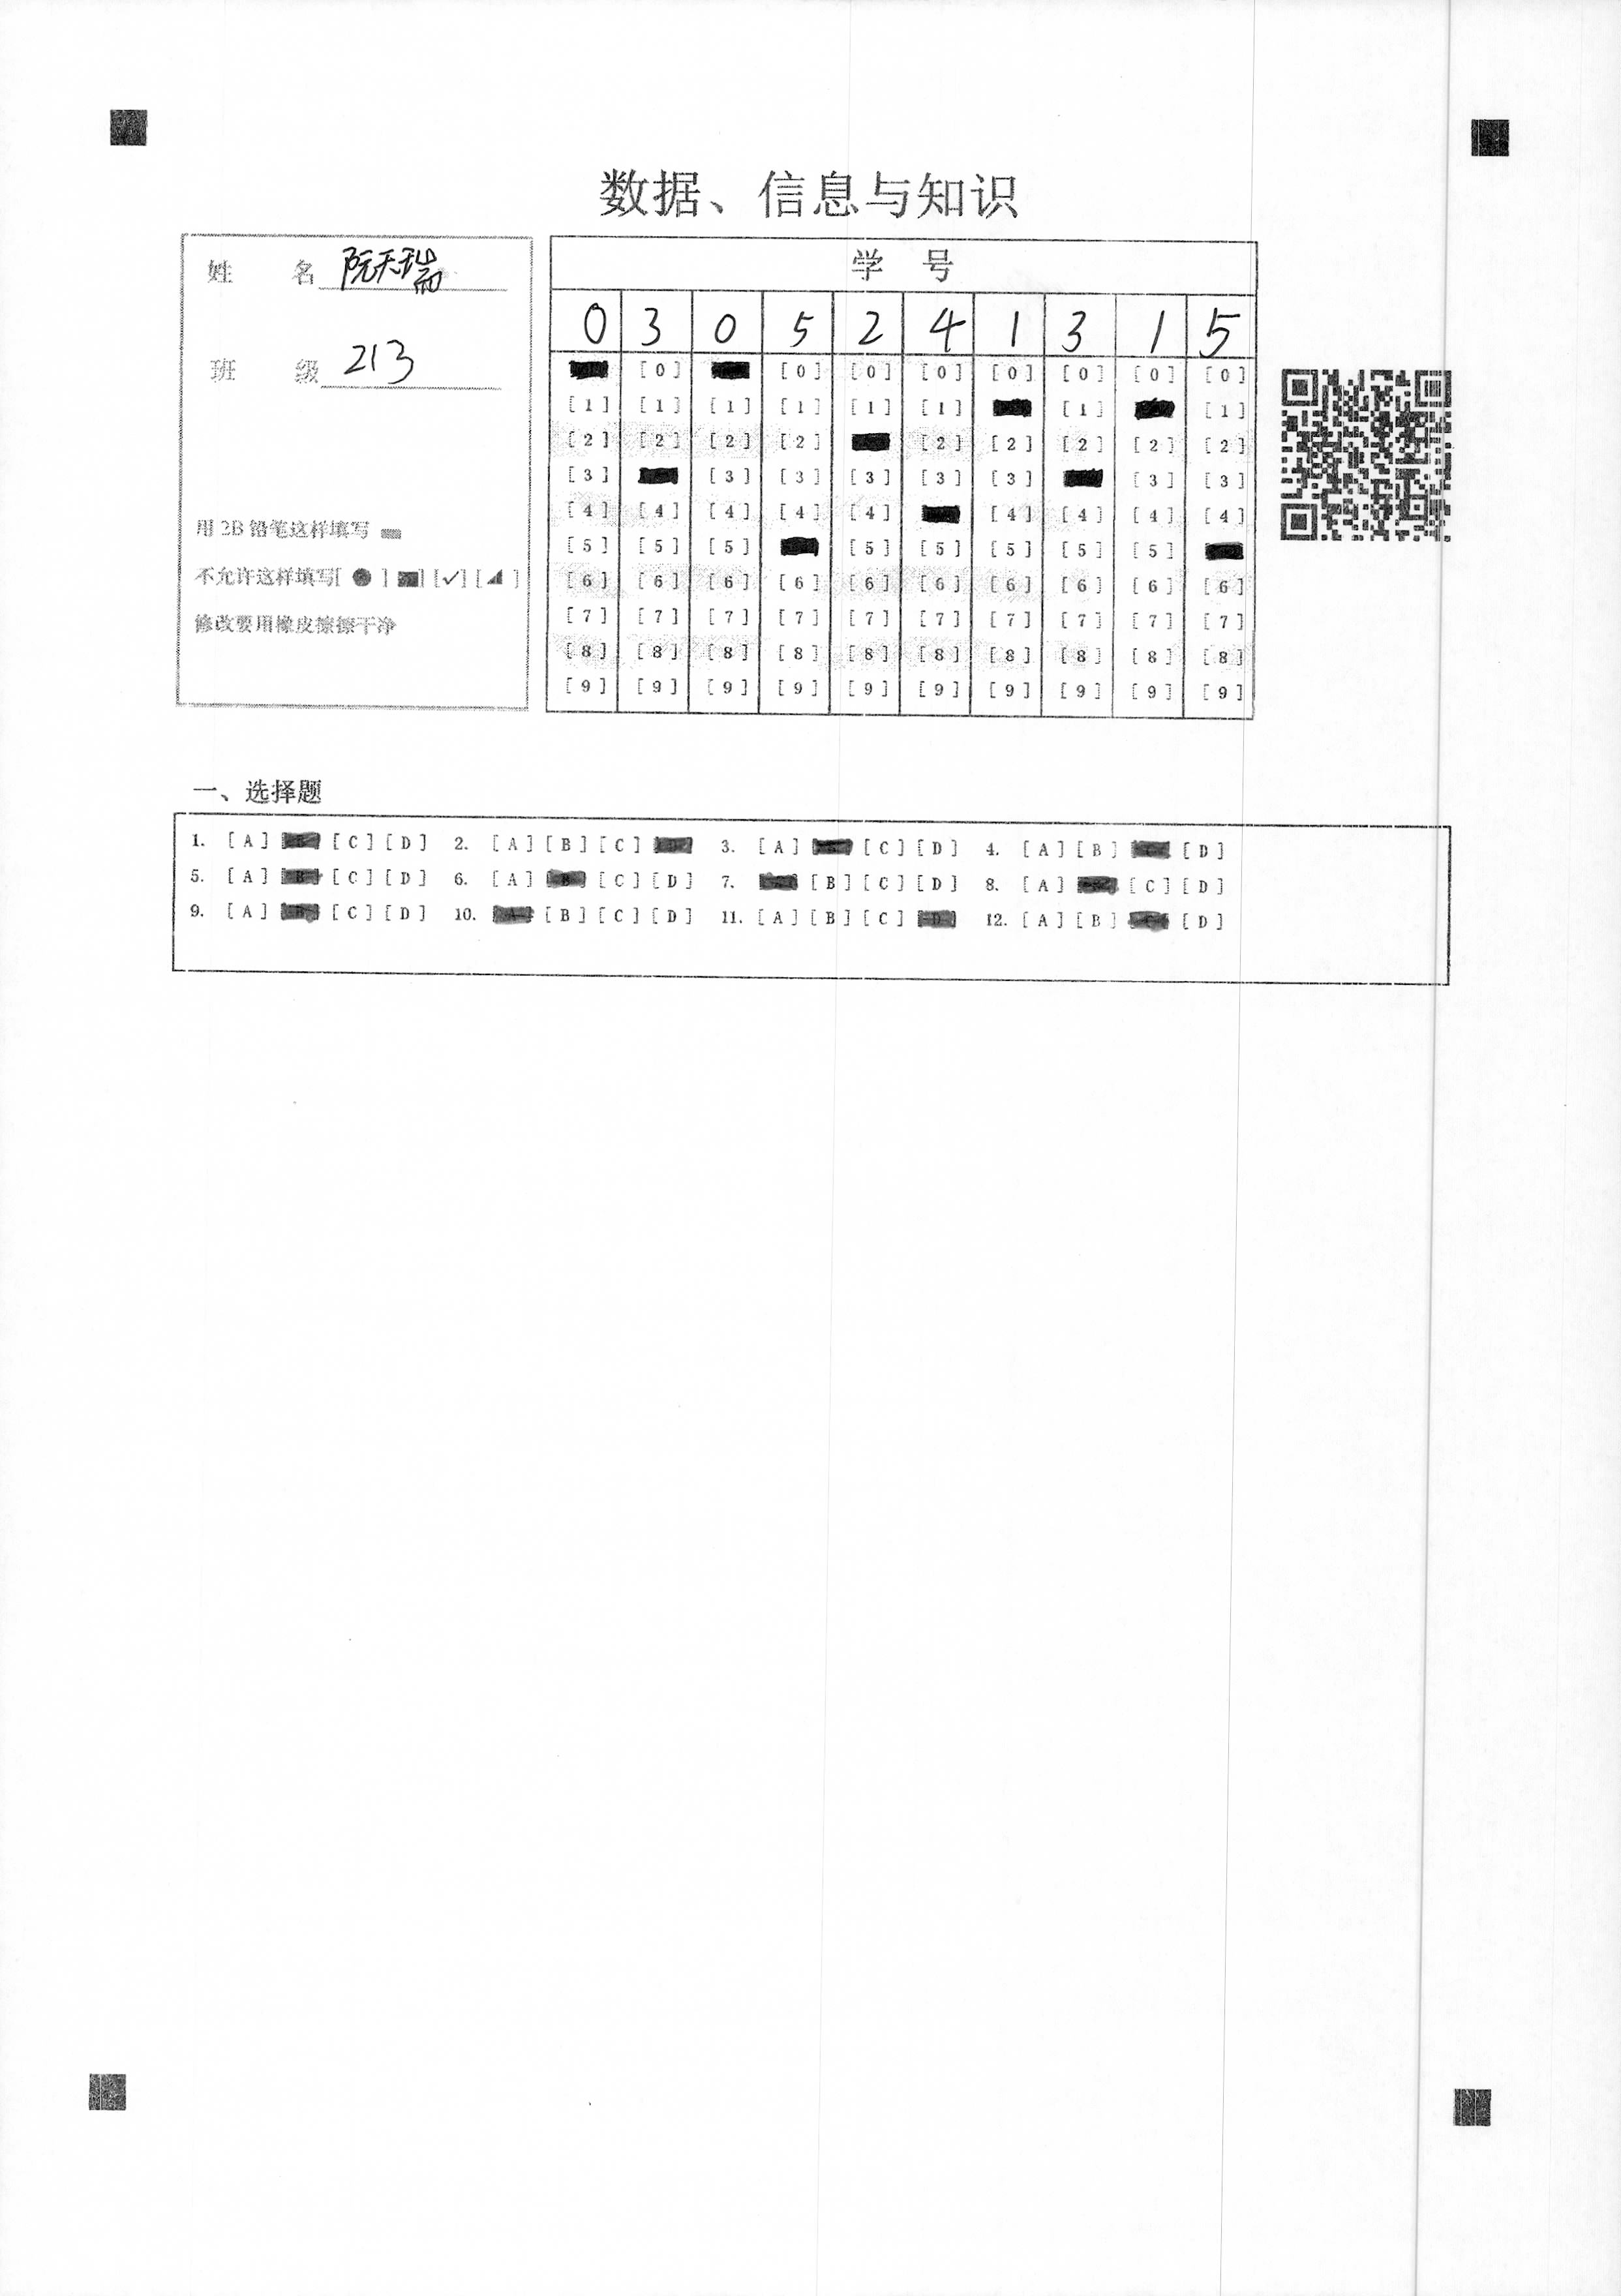 数据、信息与知识
姓 名 阮天瑞
班 级 213
用 2B 铅笔这样填写
不允许这样填写[ ● ] [■] [✓] [◢ ]
修改要用橡皮擦擦干净
学 号
0 3 0 5 2 4 1 3 1 5
[0] [0] [0] [0] [0] [0] [0] [0]
[1] [1] [1] [1] [1] [1] [1] [1]
[2] [2] [2] [2] [2] [2] [2] [2] [2]
[3] [3] [3] [3] [3] [3] [3] [3]
[4] [4] [4] [4] [4] [4] [4] [4] [4]
[5] [5] [5] [5] [5] [5] [5] [5]
[6] [6] [6] [6] [6] [6] [6] [6] [6] [6]
[7] [7] [7] [7] [7] [7] [7] [7] [7] [7]
[8] [8] [8] [8] [8] [8] [8] [8] [8] [8]
[9] [9] [9] [9] [9] [9] [9] [9] [9] [9]
一、选择题
1. [A] [C] [D] 2. [A] [B] [C] 3. [A] [C] [D] 4. [A] [B] [D]
5. [A] [B] [C] [D] 6. [A] [C] [D] 7. [B] [C] [D] 8. [A] [C] [D]
9. [A] [C] [D] 10. [B] [C] [D] 11. [A] [B] [C] [D] 12. [A] [B] [D]